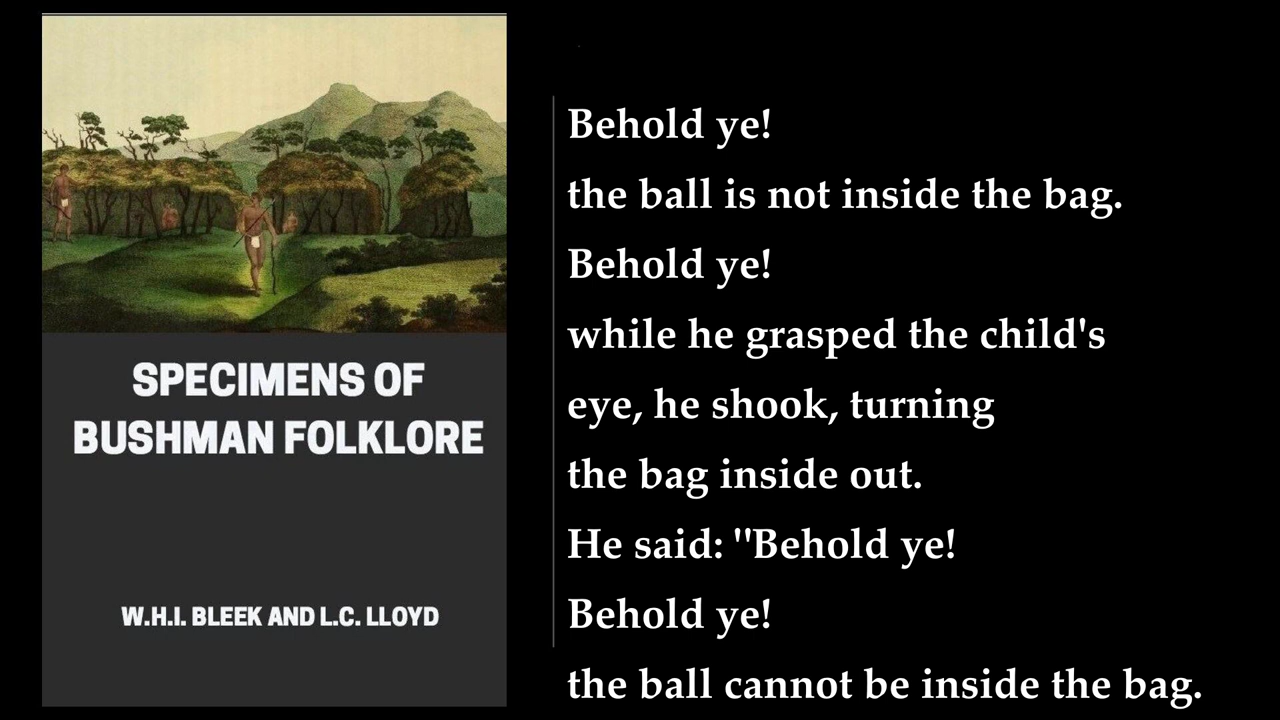 SPECIMENS OF
BUSHMAN FOLKLORE
W.H.I. BLEEK AND L.C. LLOYD
Behold ye!
the ball is not inside the bag.
Behold ye!
while he grasped the child's
eye, he shook, turning
the bag inside out.
He said: "Behold ye!
Behold ye!
the ball cannot be inside the bag.